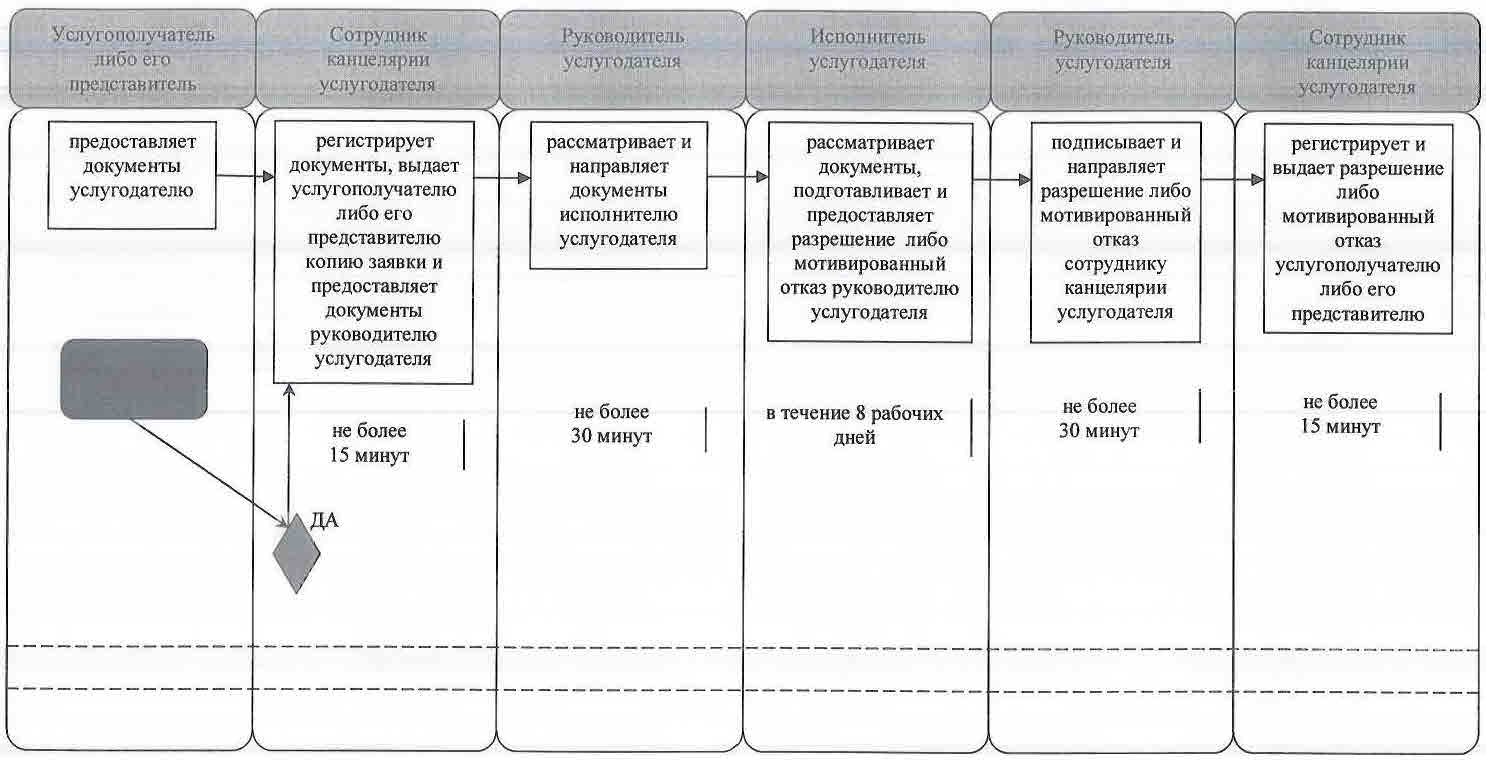 Услугополучатель
либо его
представитель
Сотрудник
канцелярии
услугодателя
Руководитель
услугодателя
Исполнитель
услугодателя
Руководитель
услугодателя
Сотрудник
канцелярии
услугодателя
предоставляет
документы
услугодателю
регистрирует
документы, выдает
услугополучателю
либо его
представителю
копию заявки и
предоставляет
документы
руководителю
услугодателя
рассматривает и
направляет
документы
исполнителю
услугодателя
рассматривает
документы,
подготавливает и
предоставляет
разрешение либо
мотивированный
отказ руководителю
услугодателя
подписывает и
направляет
разрешение либо
мотивированный
отказ
сотруднику
канцелярии
услугодателя
регистрирует и
выдает разрешение
либо
мотивированный
отказ
услугополучателю
либо его
представителю
не более
15 минут
не более
30 минут
в течение 8 рабочих
дней
не более
30 минут
не более
15 минут
ДА